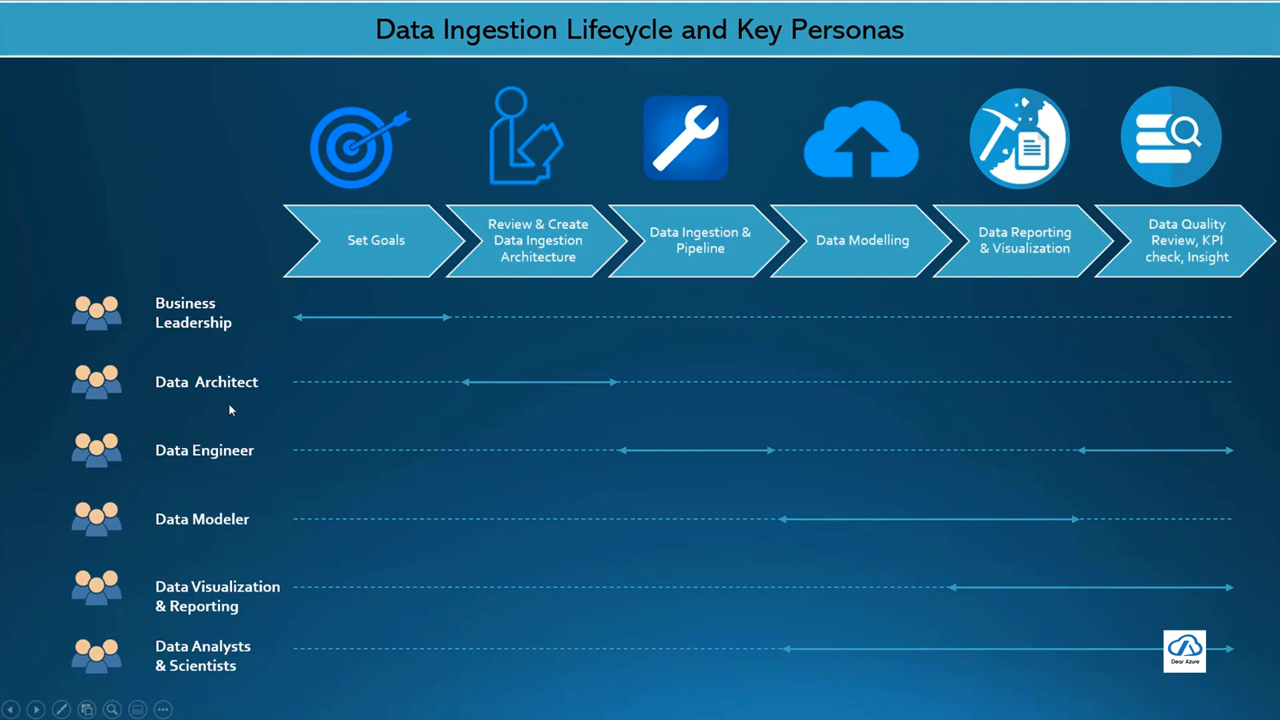 Data Ingestion Lifecycle and Key Personas
Set Goals
Review & Create
Data Ingestion
Architecture
Data Ingestion &
Pipeline
Data Modelling
Data Reporting
& Visualization
Data Quality
Review, KPI
check, Insight
Business
Leadership
Data Architect
Data Engineer
Data Modeler
Data Visualization
& Reporting
Data Analysts
& Scientists
Dear Azure